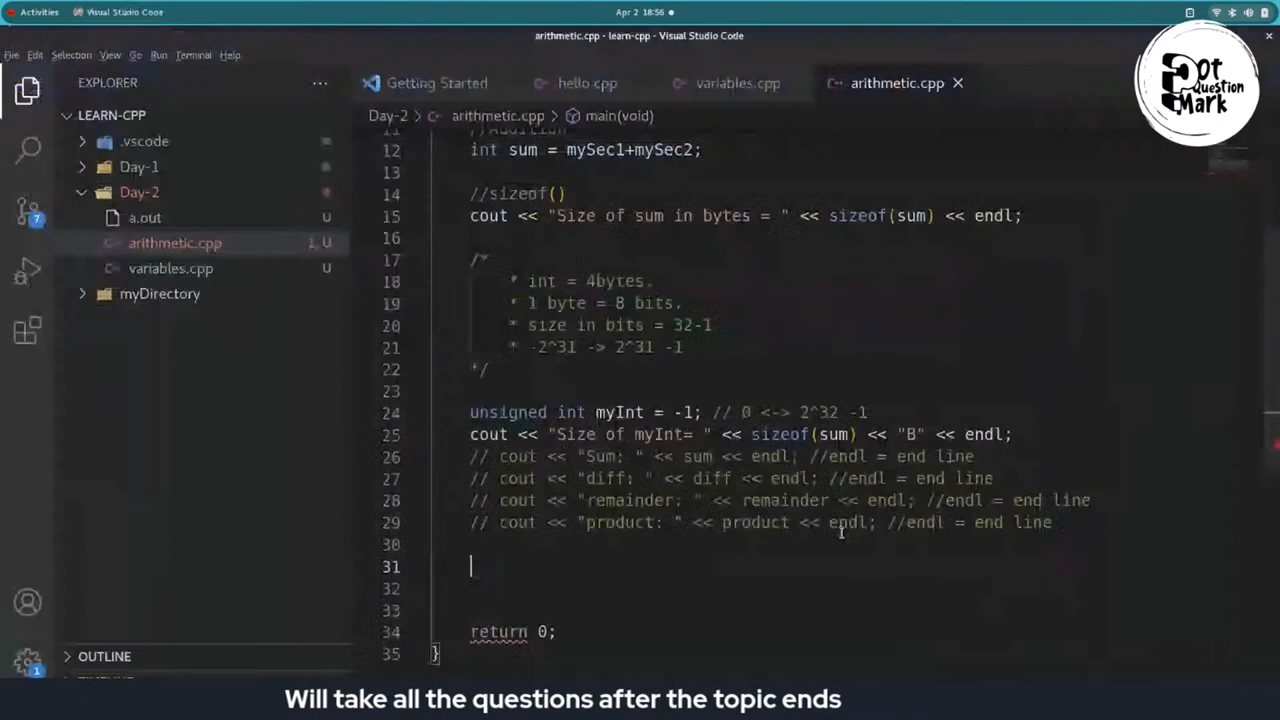 Activities
Visual Studio Code
Apr 2 18:56
arithmetic.cpp - learn-cpp - Visual Studio Code
File Edit Selection View Go Run Terminal Help
Dot Question Mark
EXPLORER
Getting Started
hello cpp
variables.cpp
arithmetic.cpp
LEARN-CPP
Day-2 > arithmetic.cpp > main(void)
.vscode
Day-1
Day-2
a.out U
arithmetic.cpp 1, U
variables.cpp U
myDirectory
11 //Addition
12 int sum = mySec1+mySec2;
13
14 //sizeof()
15 cout << "Size of sum in bytes = " << sizeof(sum) << endl;
16
17 /*
18 * int = 4bytes.
19 * 1 byte = 8 bits.
20 * size in bits = 32-1
21 * -2^31 -> 2^31 -1
22 */
23
24 unsigned int myInt = -1; // 0 <-> 2^32 -1
25 cout << "Size of myInt= " << sizeof(sum) << "B" << endl;
26 // cout << "Sum: " << sum << endl; //endl = end line
27 // cout << "diff: " << diff << endl; //endl = end line
28 // cout << "remainder: " << remainder << endl; //endl = end line
29 // cout << "product: " << product << endl; //endl = end line
30
31
32
33
34 return 0;
35 }
7
1
OUTLINE
Will take all the questions after the topic ends